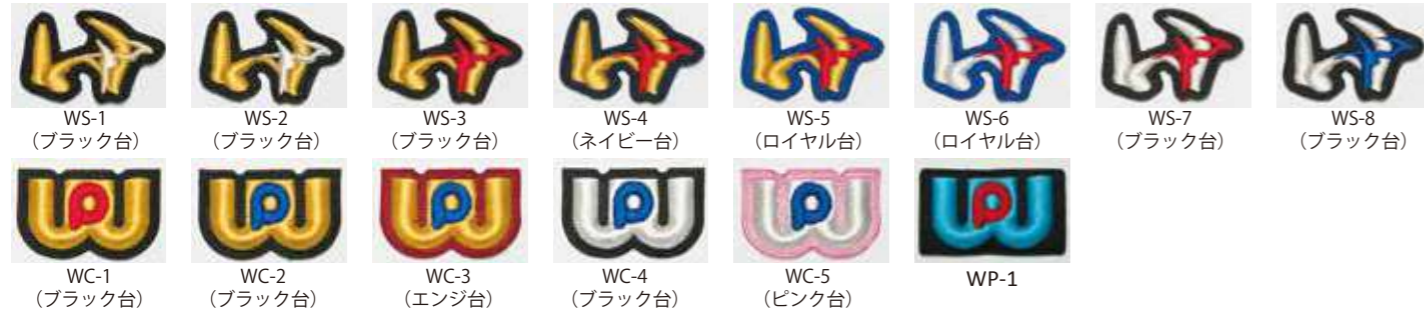 WS-1 WS-2 WS-3 WS-4 WS-5 WS-6 WS-7 WS-8
（ブラック台） （ブラック台） （ブラック台） （ネイビー台） （ロイヤル台） （ロイヤル台） （ブラック台） （ブラック台）
WC-1 WC-2 WC-3 WC-4 WC-5 WP-1
（ブラック台） （ブラック台） （エンジ台） （ブラック台） （ピンク台）